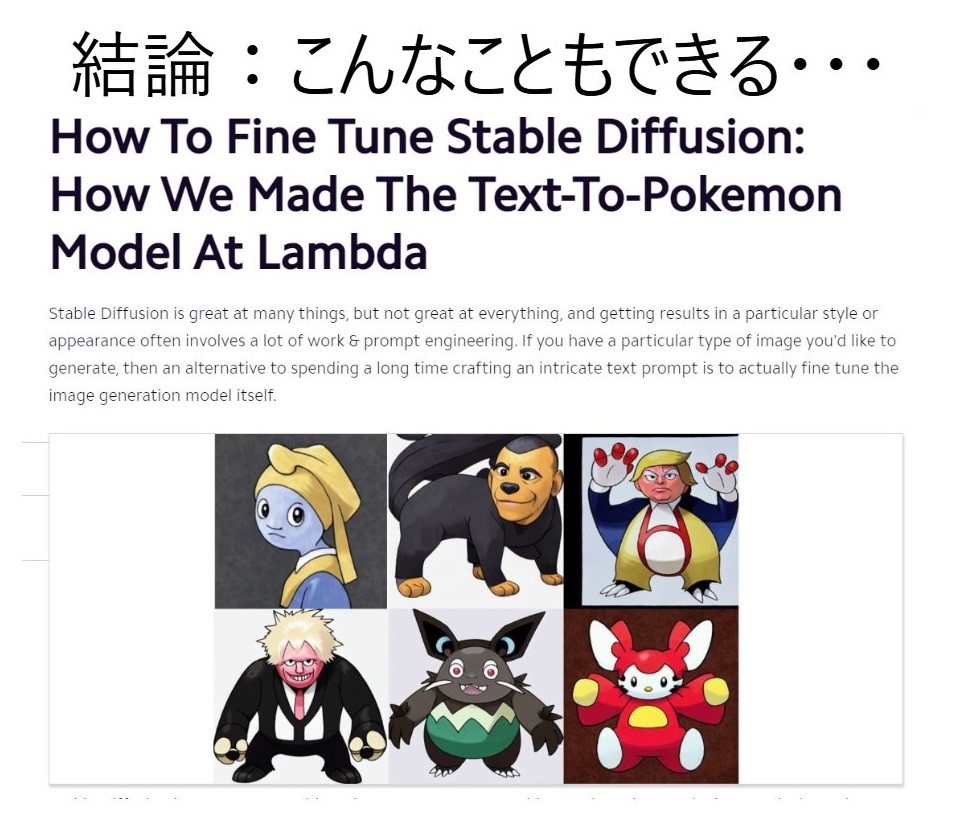 結論：こんなこともできる・・・
How To Fine Tune Stable Diffusion:
How We Made The Text-To-Pokemon
Model At Lambda
Stable Diffusion is great at many things, but not great at everything, and getting results in a particular style or
appearance often involves a lot of work & prompt engineering. If you have a particular type of image you'd like to
generate, then an alternative to spending a long time crafting an intricate text prompt is to actually fine tune the
image generation model itself.